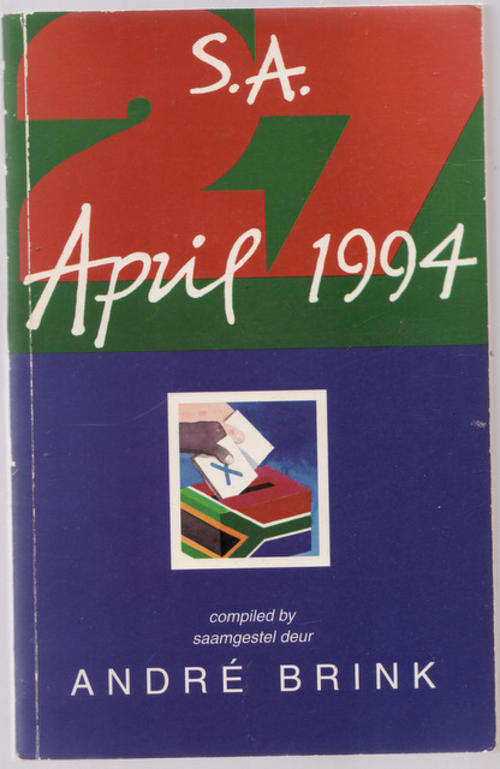 27
S.A.
April 1994
X
compiled by
saamgestel deur
ANDRÉ BRINK